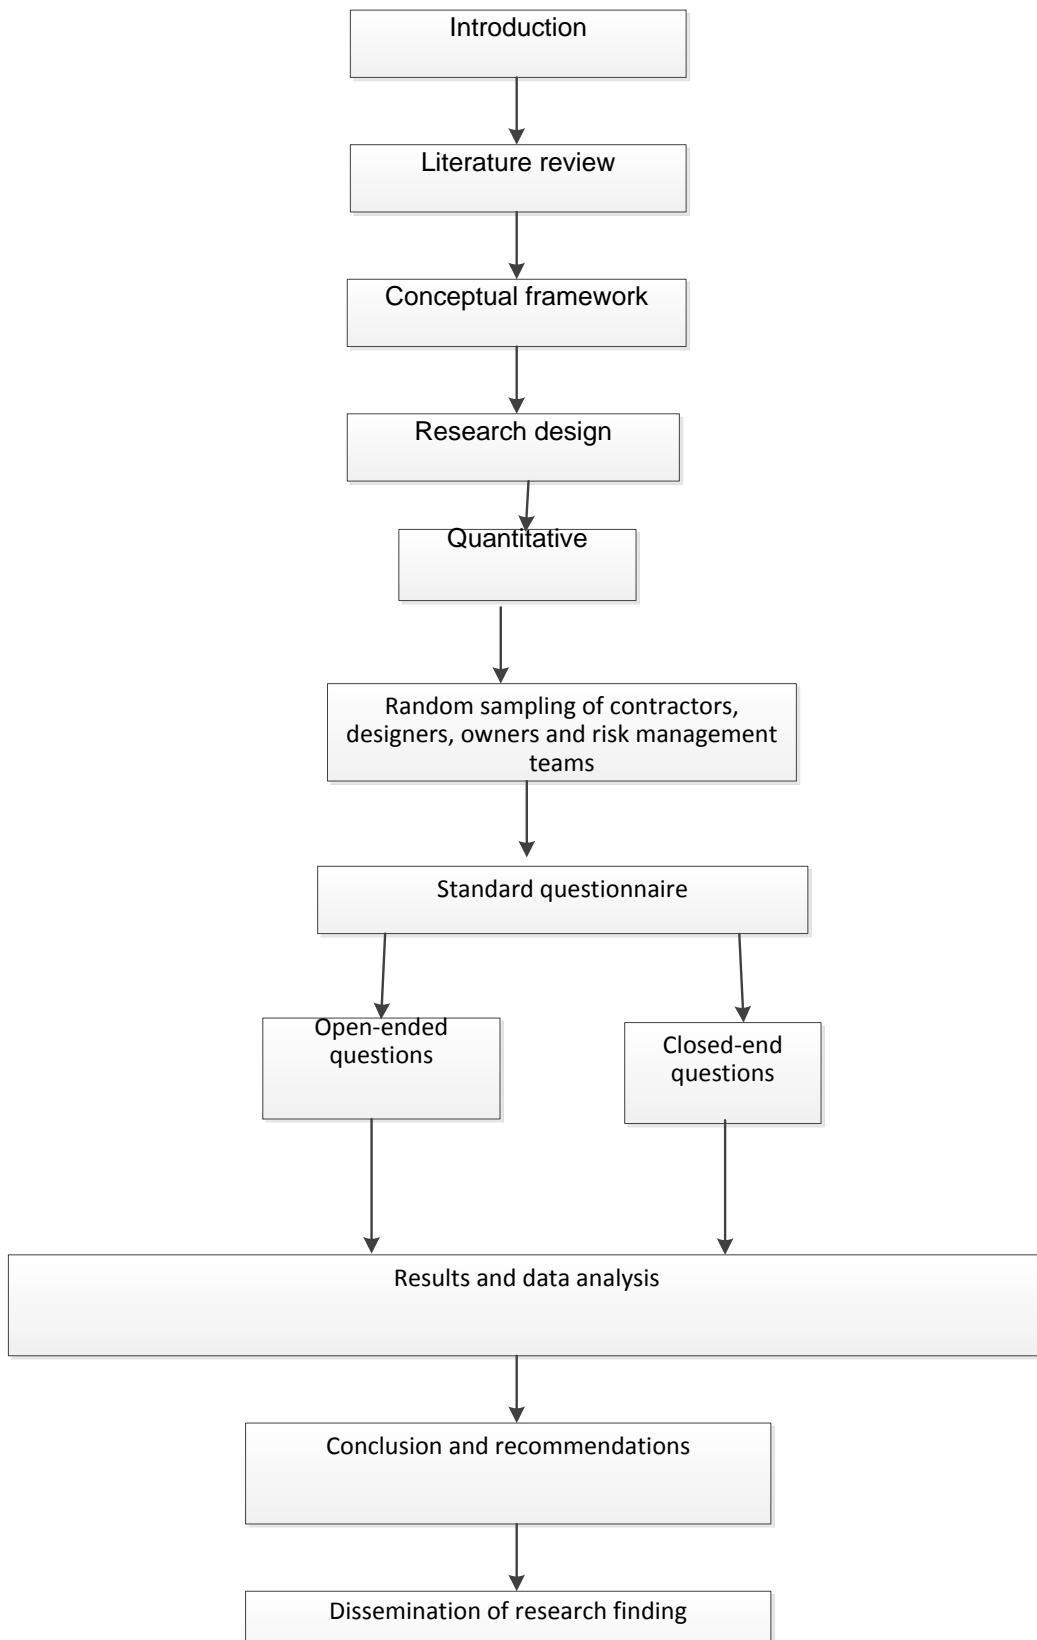 Introduction
Literature review
Conceptual framework
Research design
Quantitative
Random sampling of contractors,
designers, owners and risk management
teams
Standard questionnaire
Open-ended
questions
Closed-end
questions
Results and data analysis
Conclusion and recommendations
Dissemination of research finding